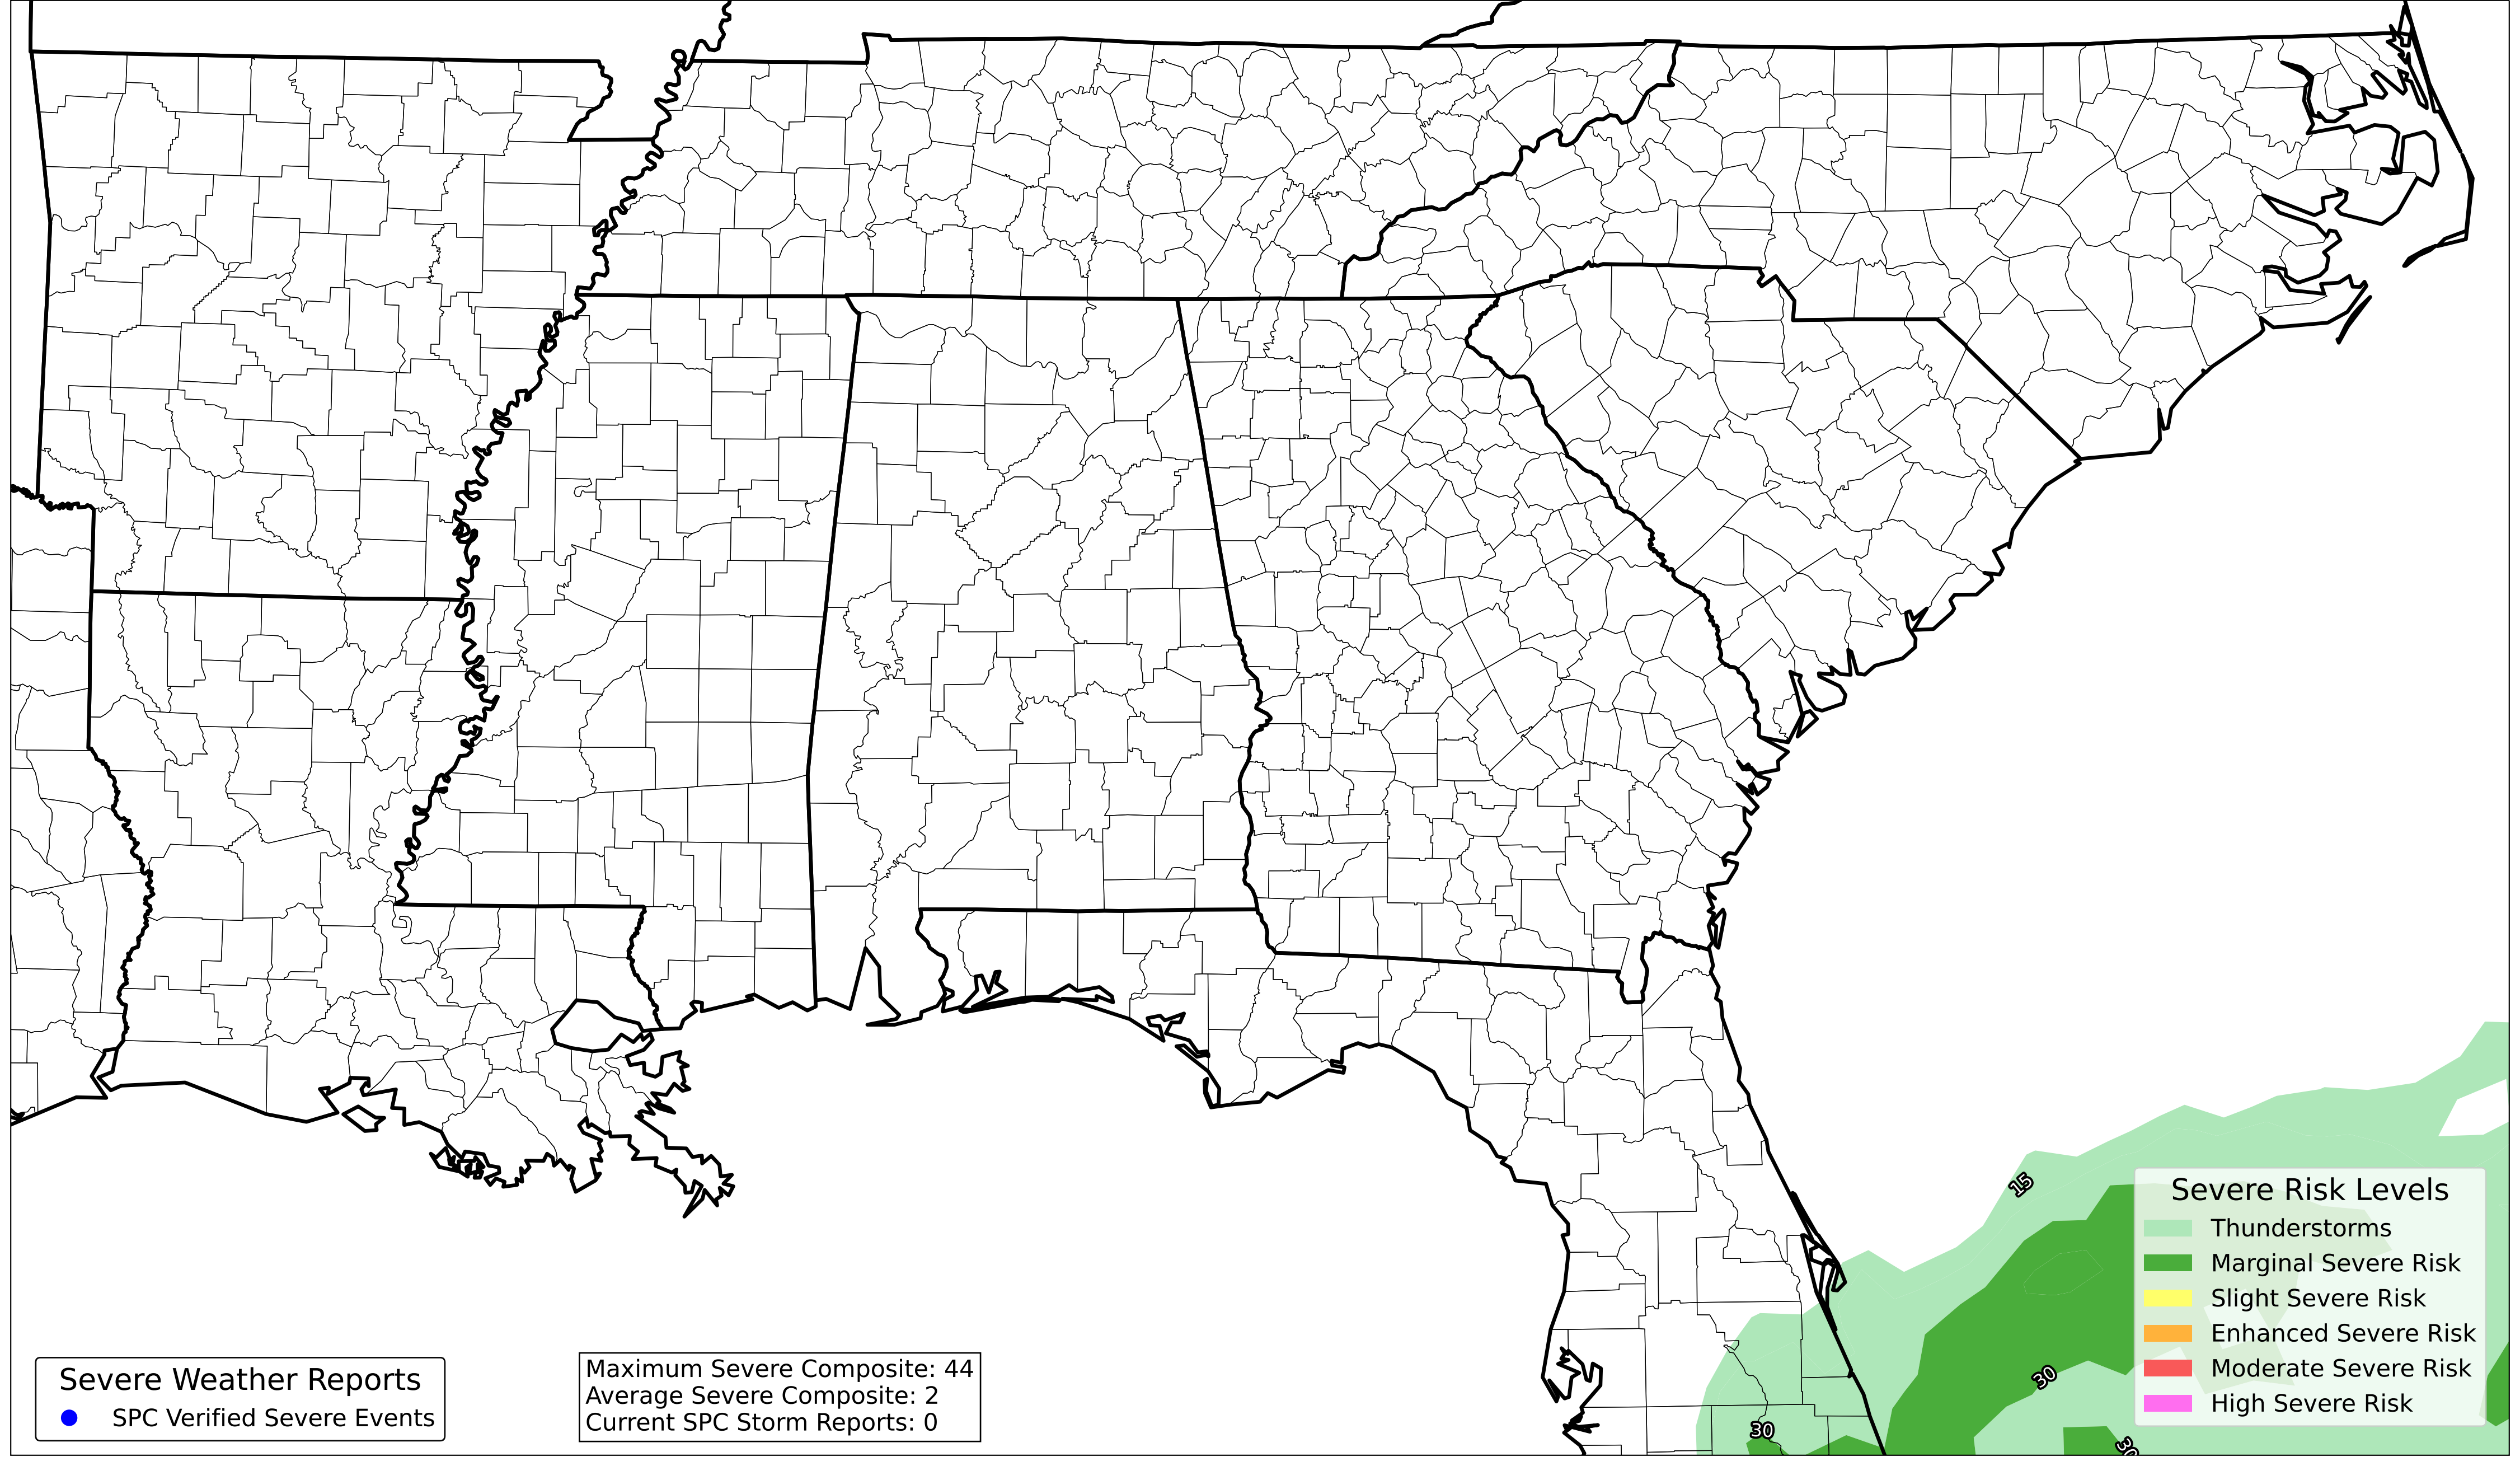 15
30
30
30
Severe Risk Levels
Thunderstorms
Marginal Severe Risk
Slight Severe Risk
Enhanced Severe Risk
Moderate Severe Risk
High Severe Risk
Severe Weather Reports
SPC Verified Severe Events
Maximum Severe Composite: 44
Average Severe Composite: 2
Current SPC Storm Reports: 0